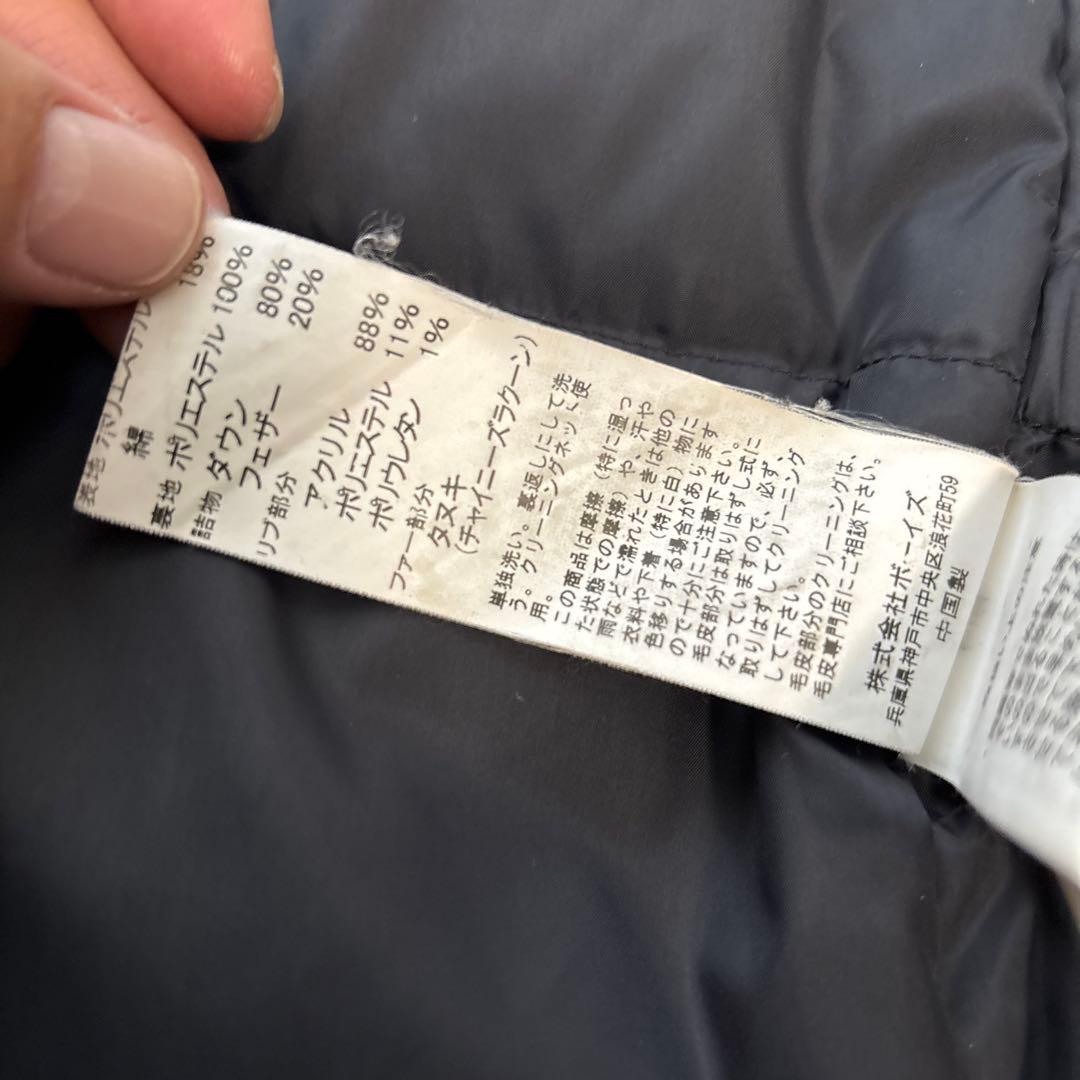 表地 ポリエステル
綿 18%
裏地 ポリエステル 100%
詰物 ダウン 80%
フェザー 20%
リブ部分
アクリル 88%
ポリエステル 11%
ポリウレタン 1%
ファー部分
タヌキ
(チャイニーズラクーン)
単独洗い。裏返しにして洗
う。クリーニングネット使
用。
この商品は摩擦（特に湿っ
た状態での摩擦）や、汗や
雨などで濡れたときは他の
衣料や下着（特に白）物に
色移りする場合があります
ので十分にご注意下さい。
毛皮部分は取りはずし式に
なっていますので、必ず、
取りはずしてクリーニング
して下さい。
毛皮部分のクリーニングは、
毛皮専門店にご相談下さい。
株式会社ボーイズ
兵庫県神戸市中央区浪花町59
中国製